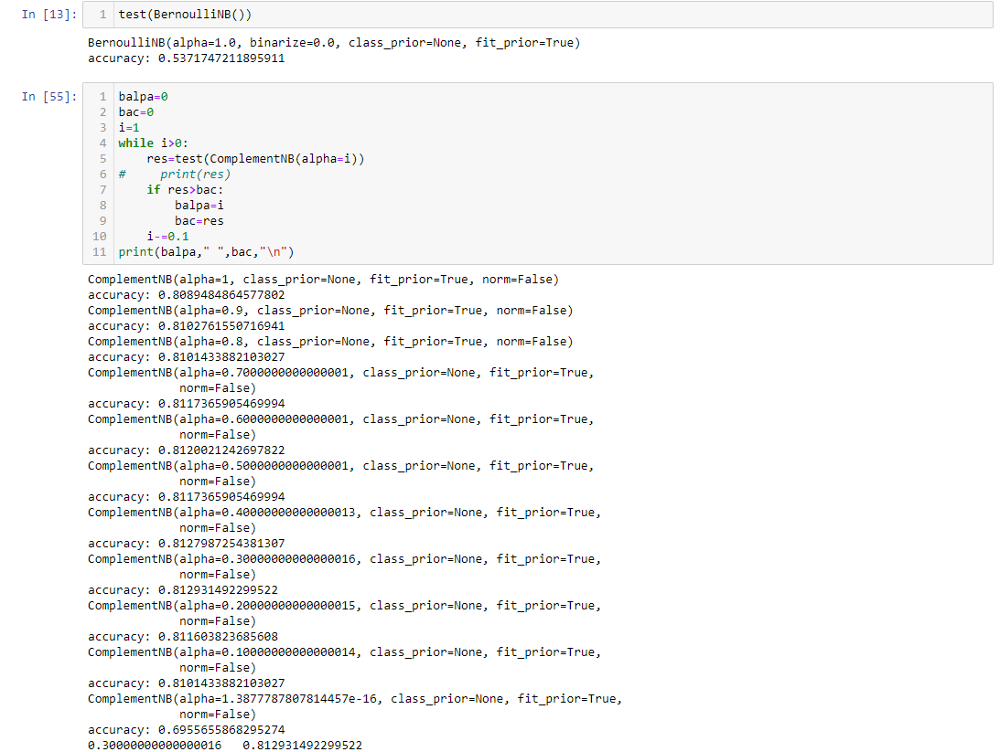 In [13]: 1 test(BernoulliNB())
BernoulliNB(alpha=1.0, binarize=0.0, class_prior=None, fit_prior=True)
accuracy: 0.5371747211895911
In [55]: 1 balpa=0
2 bac=0
3 i=1
4 while i>0:
5     res=test(ComplementNB(alpha=i))
6 #     print(res)
7     if res>bac:
8         balpa=i
9         bac=res
10     i-=0.1
11 print(balpa," ",bac,"\n")
ComplementNB(alpha=1, class_prior=None, fit_prior=True, norm=False)
accuracy: 0.8089484864577802
ComplementNB(alpha=0.9, class_prior=None, fit_prior=True, norm=False)
accuracy: 0.8102761550716941
ComplementNB(alpha=0.8, class_prior=None, fit_prior=True, norm=False)
accuracy: 0.8101433882103027
ComplementNB(alpha=0.7000000000000001, class_prior=None, fit_prior=True,
             norm=False)
accuracy: 0.8117365905469994
ComplementNB(alpha=0.6000000000000001, class_prior=None, fit_prior=True,
             norm=False)
accuracy: 0.8120021242697822
ComplementNB(alpha=0.5000000000000001, class_prior=None, fit_prior=True,
             norm=False)
accuracy: 0.8117365905469994
ComplementNB(alpha=0.40000000000000013, class_prior=None, fit_prior=True,
             norm=False)
accuracy: 0.8127987254381307
ComplementNB(alpha=0.30000000000000016, class_prior=None, fit_prior=True,
             norm=False)
accuracy: 0.812931492299522
ComplementNB(alpha=0.20000000000000015, class_prior=None, fit_prior=True,
             norm=False)
accuracy: 0.811603823685608
ComplementNB(alpha=0.10000000000000014, class_prior=None, fit_prior=True,
             norm=False)
accuracy: 0.8101433882103027
ComplementNB(alpha=1.3877787807814457e-16, class_prior=None, fit_prior=True,
             norm=False)
accuracy: 0.6955655868295274
0.30000000000000016   0.812931492299522